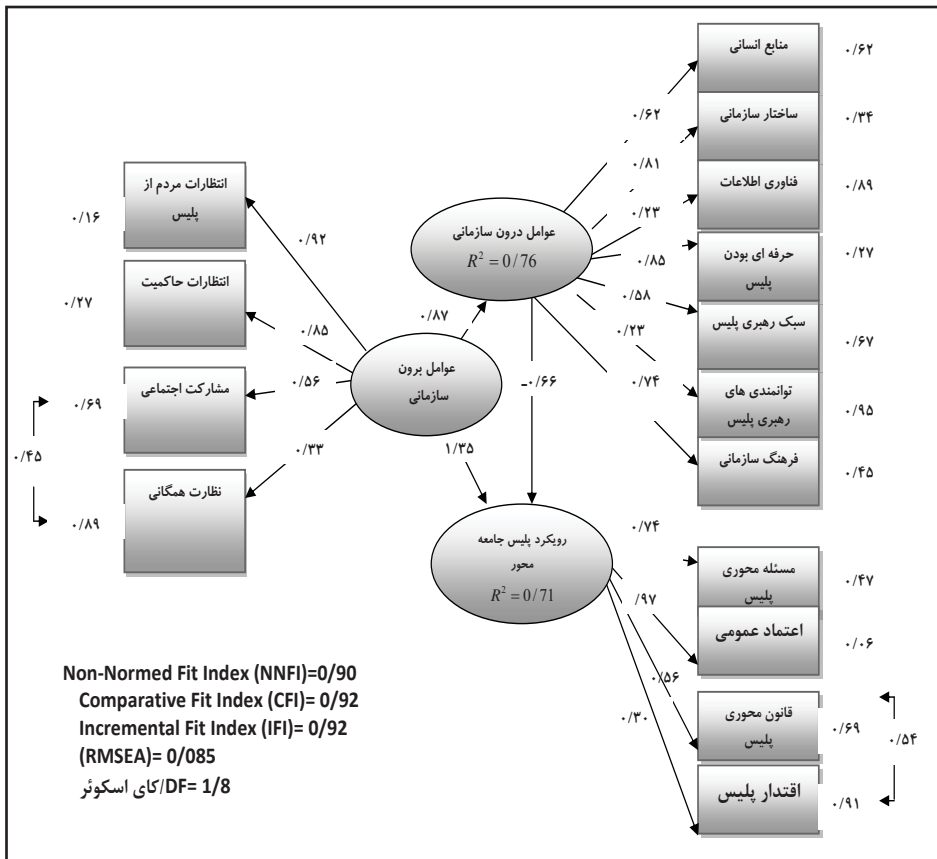 منابع انسانی
۰/۶۲
ساختار سازمانی
۰/۳۴
فناوری اطلاعات
۰/۸۹
حرفه ای بودن
پلیس
۰/۲۷
سبک رهبری پلیس
۰/۶۷
توانمندی های
رهبری پلیس
۰/۹۵
فرهنگ سازمانی
۰/۴۵
۰/۶۲
۰/۸۱
۰/۲۳
۰/۸۵
۰/۵۸
۰/۲۳
۰/۷۴
عوامل درون سازمانی
R² = 0/76
انتظارات مردم از
پلیس
۰/۱۶
انتظارات حاکمیت
۰/۲۷
مشارکت اجتماعی
۰/۶۹
نظارت همگانی
۰/۸۹
۰/۴۵
۰/۹۲
۰/۸۵
۰/۵۶
۰/۳۳
عوامل برون
سازمانی
۰/۸۷
-۰/۶۶
۱/۳۵
رویکرد پلیس جامعه
محور
R² = 0/71
۰/۷۴
/۹۷
۰/۵۶
۰/۳۰
مسئله محوری
پلیس
۰/۴۷
اعتماد عمومی
۰/۰۶
قانون محوری
پلیس
۰/۶۹
اقتدار پلیس
۰/۹۱
۰/۵۴
Non-Normed Fit Index (NNFI)=0/90
Comparative Fit Index (CFI)= 0/92
Incremental Fit Index (IFI)= 0/92
(RMSEA)= 0/085
کای اسکوئر/DF= 1/8